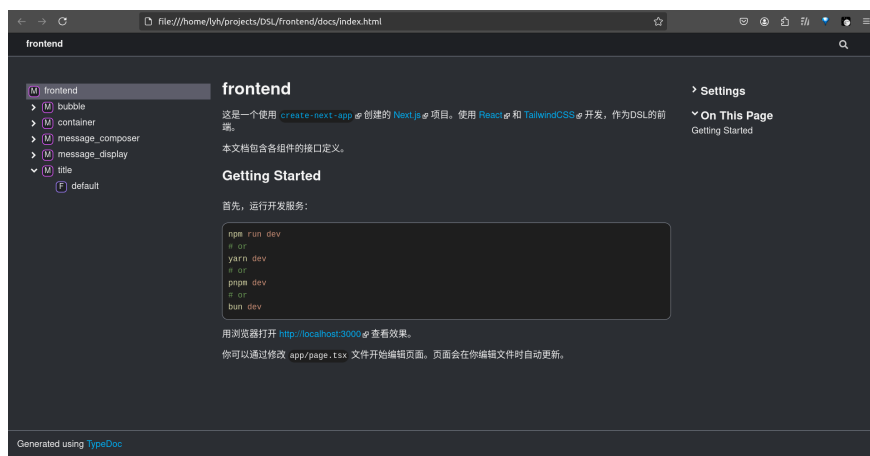 file:///home/lyh/projects/DSL/frontend/docs/index.html
frontend
M frontend
M bubble
M container
M message_composer
M message_display
M title
F default
frontend
这是一个使用 create-next-app 创建的 Next.js 项目。使用 React 和 TailwindCSS 开发，作为DSL的前
端。
本文档包含各组件的接口定义。
Getting Started
首先，运行开发服务：
npm run dev
# or
yarn dev
# or
pnpm dev
# or
bun dev
用浏览器打开 http://localhost:3000 查看效果。
你可以通过修改 app/page.tsx 文件开始编辑页面。页面会在你编辑文件时自动更新。
Settings
On This Page
Getting Started
Generated using TypeDoc